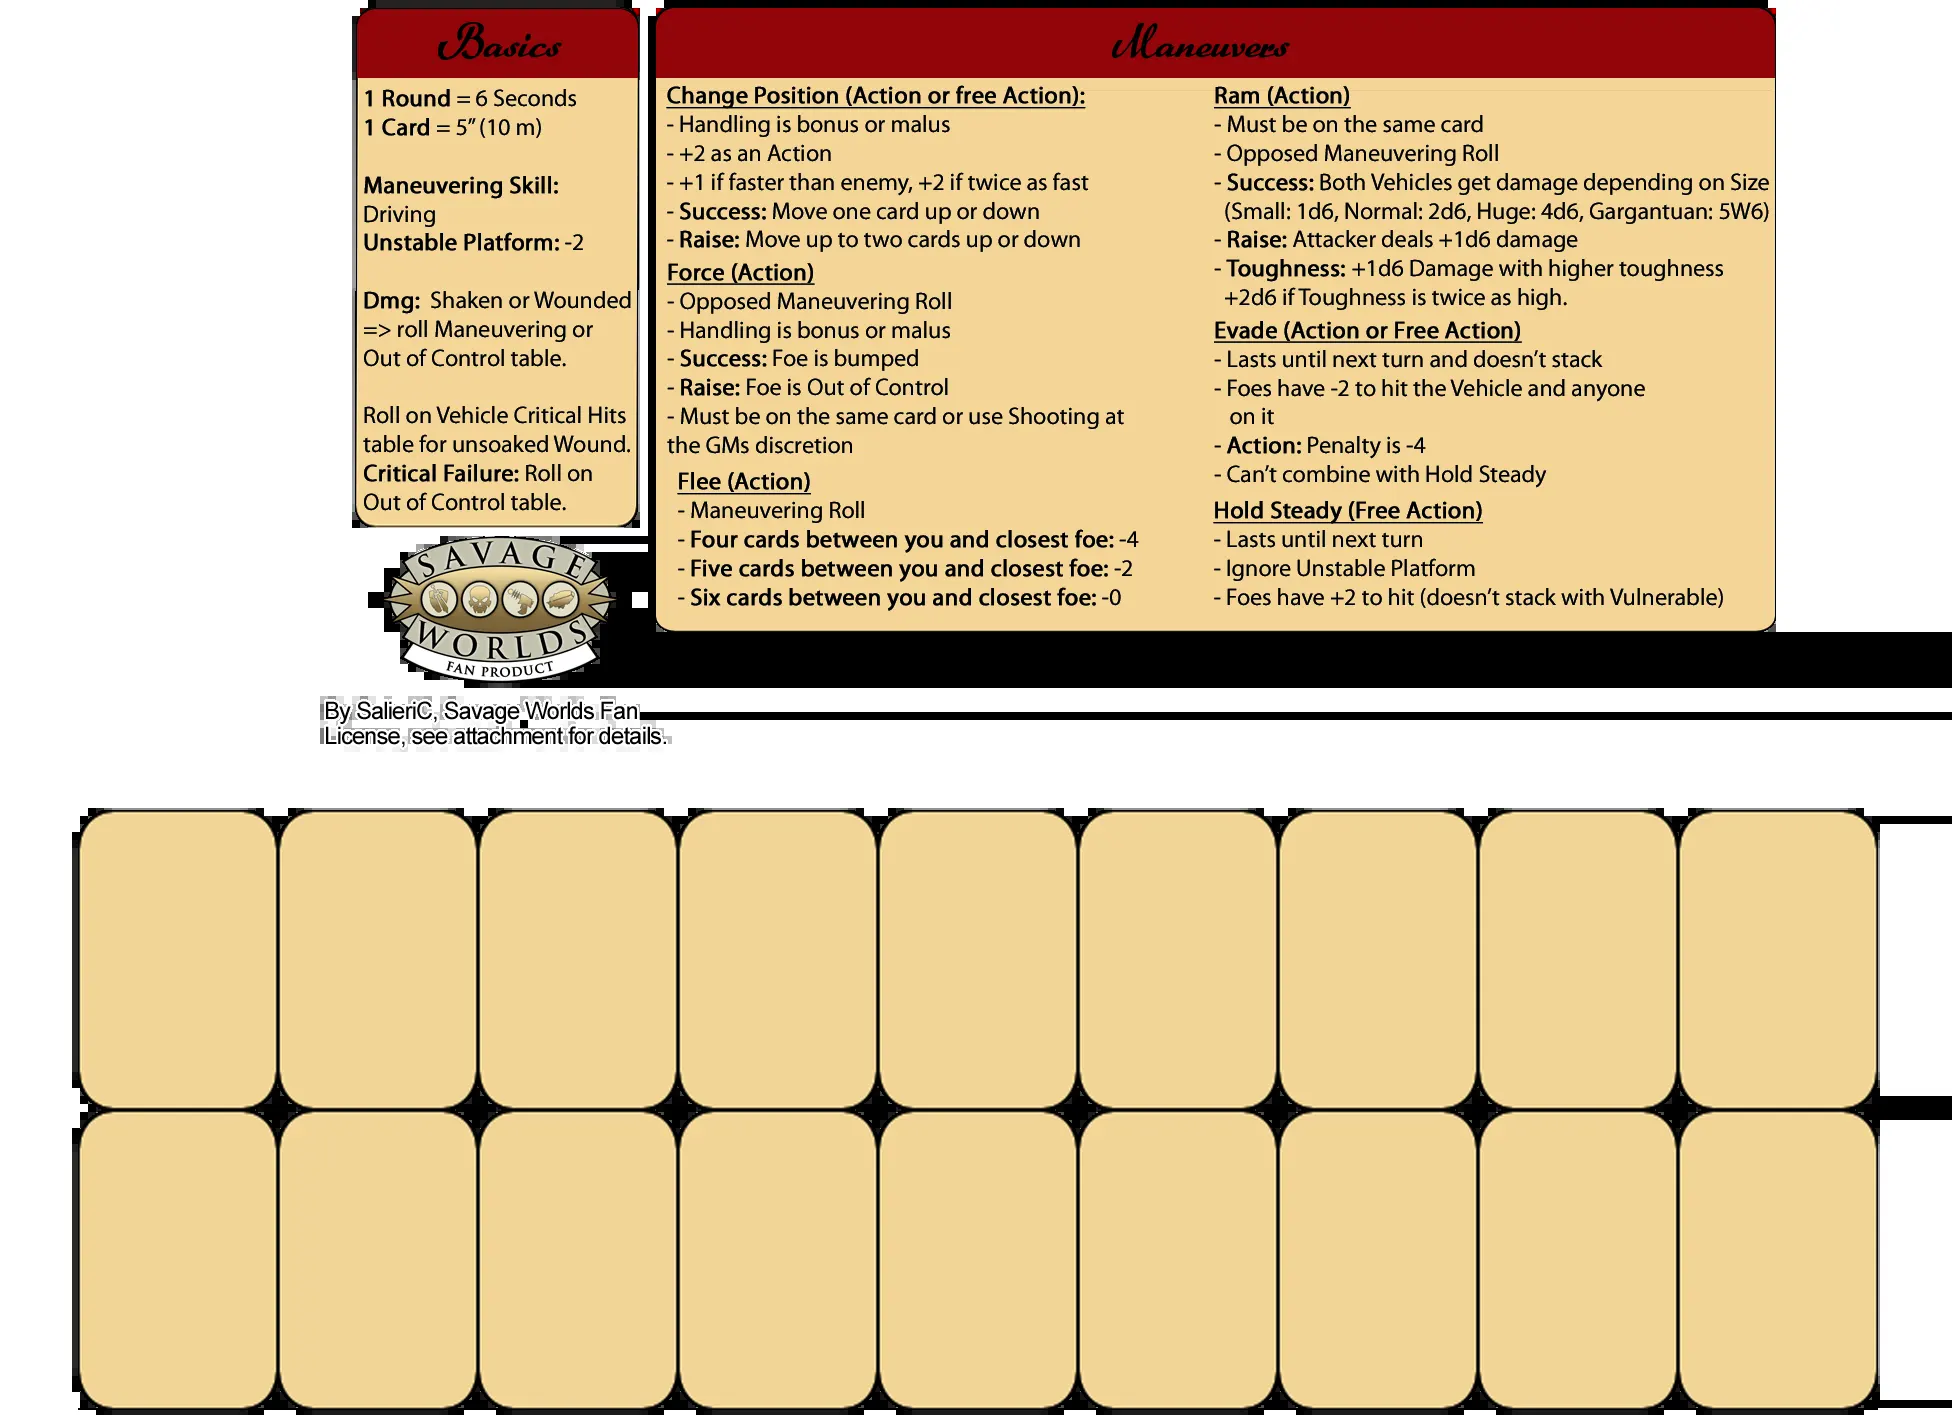 Basics
1 Round = 6 Seconds
1 Card = 5” (10 m)
Maneuvering Skill:
Driving
Unstable Platform: -2
Dmg: Shaken or Wounded
=> roll Maneuvering or
Out of Control table.
Roll on Vehicle Critical Hits
table for unsoaked Wound.
Critical Failure: Roll on
Out of Control table.
SAVAGE
WORLDS
FAN PRODUCT
By SalieriC, Savage Worlds Fan
License, see attachment for details.
Maneuvers
Change Position (Action or free Action):
- Handling is bonus or malus
- +2 as an Action
- +1 if faster than enemy, +2 if twice as fast
- Success: Move one card up or down
- Raise: Move up to two cards up or down
Force (Action)
- Opposed Maneuvering Roll
- Handling is bonus or malus
- Success: Foe is bumped
- Raise: Foe is Out of Control
- Must be on the same card or use Shooting at
the GMs discretion
Flee (Action)
- Maneuvering Roll
- Four cards between you and closest foe: -4
- Five cards between you and closest foe: -2
- Six cards between you and closest foe: -0
Ram (Action)
- Must be on the same card
- Opposed Maneuvering Roll
- Success: Both Vehicles get damage depending on Size
(Small: 1d6, Normal: 2d6, Huge: 4d6, Gargantuan: 5W6)
- Raise: Attacker deals +1d6 damage
- Toughness: +1d6 Damage with higher toughness
+2d6 if Toughness is twice as high.
Evade (Action or Free Action)
- Lasts until next turn and doesn’t stack
- Foes have -2 to hit the Vehicle and anyone
on it
- Action: Penalty is -4
- Can’t combine with Hold Steady
Hold Steady (Free Action)
- Lasts until next turn
- Ignore Unstable Platform
- Foes have +2 to hit (doesn’t stack with Vulnerable)